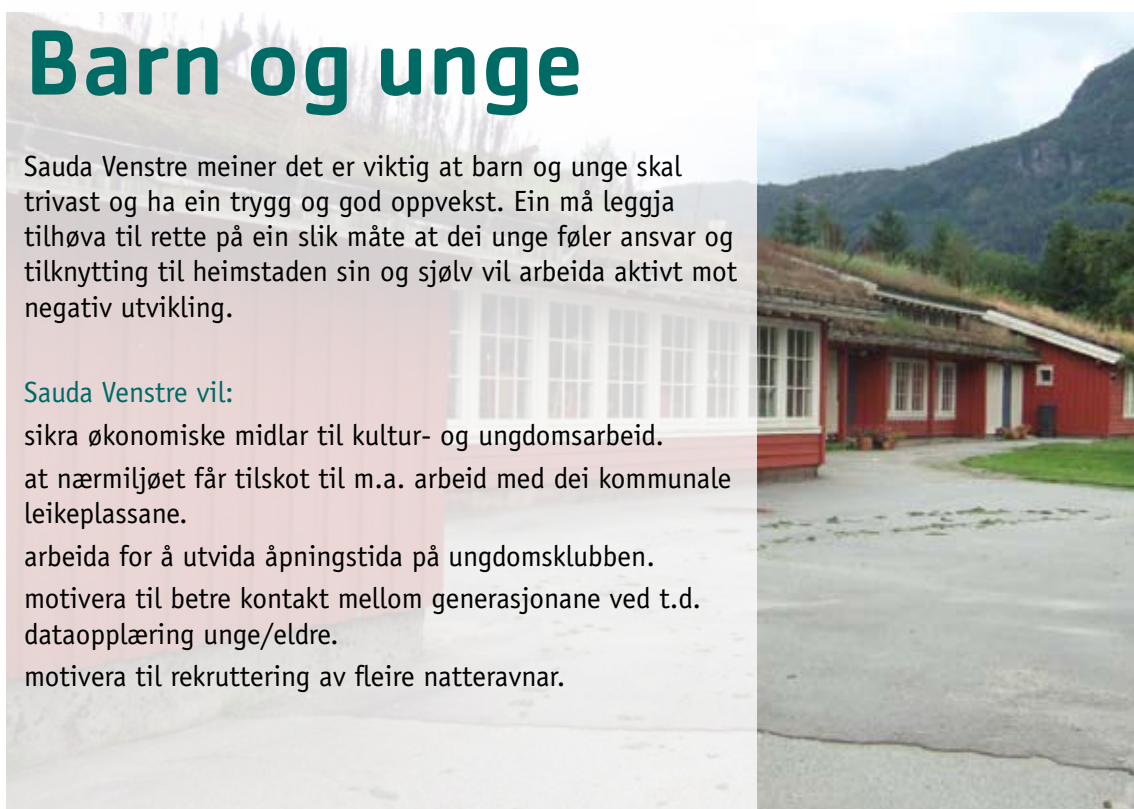 Barn og unge
Sauda Venstre meiner det er viktig at barn og unge skal
trivast og ha ein trygg og god oppvekst. Ein må leggja
tilhøva til rette på ein slik måte at dei unge føler ansvar og
tilknytting til heimstaden sin og sjølv vil arbeida aktivt mot
negativ utvikling.
Sauda Venstre vil:
sikra økonomiske midlar til kultur- og ungdomsarbeid.
at nærmiljøet får tilskot til m.a. arbeid med dei kommunale
leikeplassane.
arbeida for å utvida åpningstida på ungdomsklubben.
motivera til betre kontakt mellom generasjonane ved t.d.
dataopplæring unge/eldre.
motivera til rekruttering av fleire natteravnar.